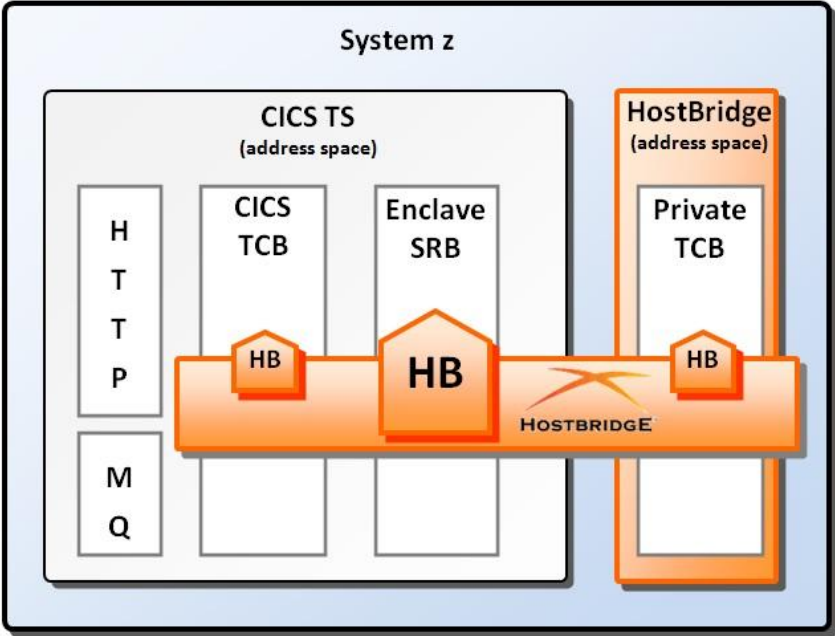 System z
CICS TS
(address space)
HostBridge
(address space)
H
T
T
P
CICS
TCB
Enclave
SRB
Private
TCB
HB
HB
HB
HOSTBRIDGE
M
Q